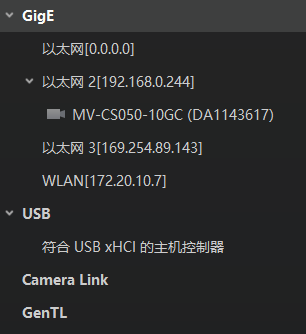 GigE
以太网[0.0.0.0]
以太网 2[192.168.0.244]
MV-CS050-10GC (DA1143617)
以太网 3[169.254.89.143]
WLAN[172.20.10.7]
USB
符合 USB xHCI 的主机控制器
Camera Link
GenTL